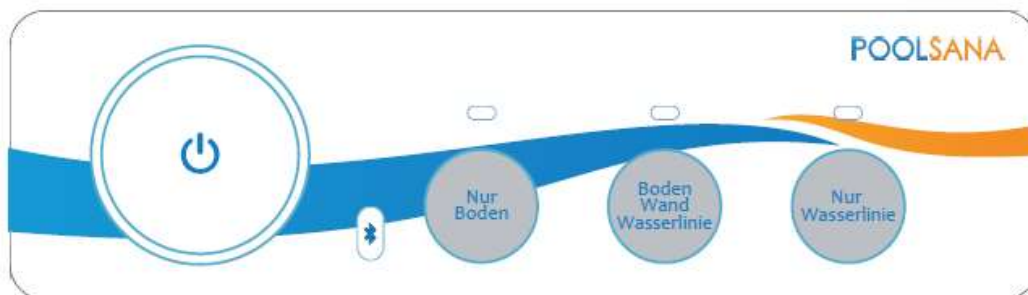 POOLSANA
Nur
Boden
Boden
Wand
Wasserlinie
Nur
Wasserlinie